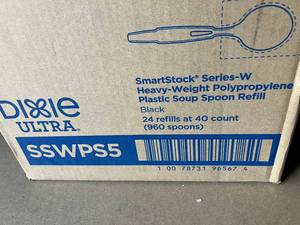 SmartStock® Series-W
Heavy-Weight Polypropylene
Plastic Soup Spoon Refill
Black
24 refills at 40 count
(960 spoons)
DIXIE
ULTRA
SSWPS5
1 00 78731 96567 4